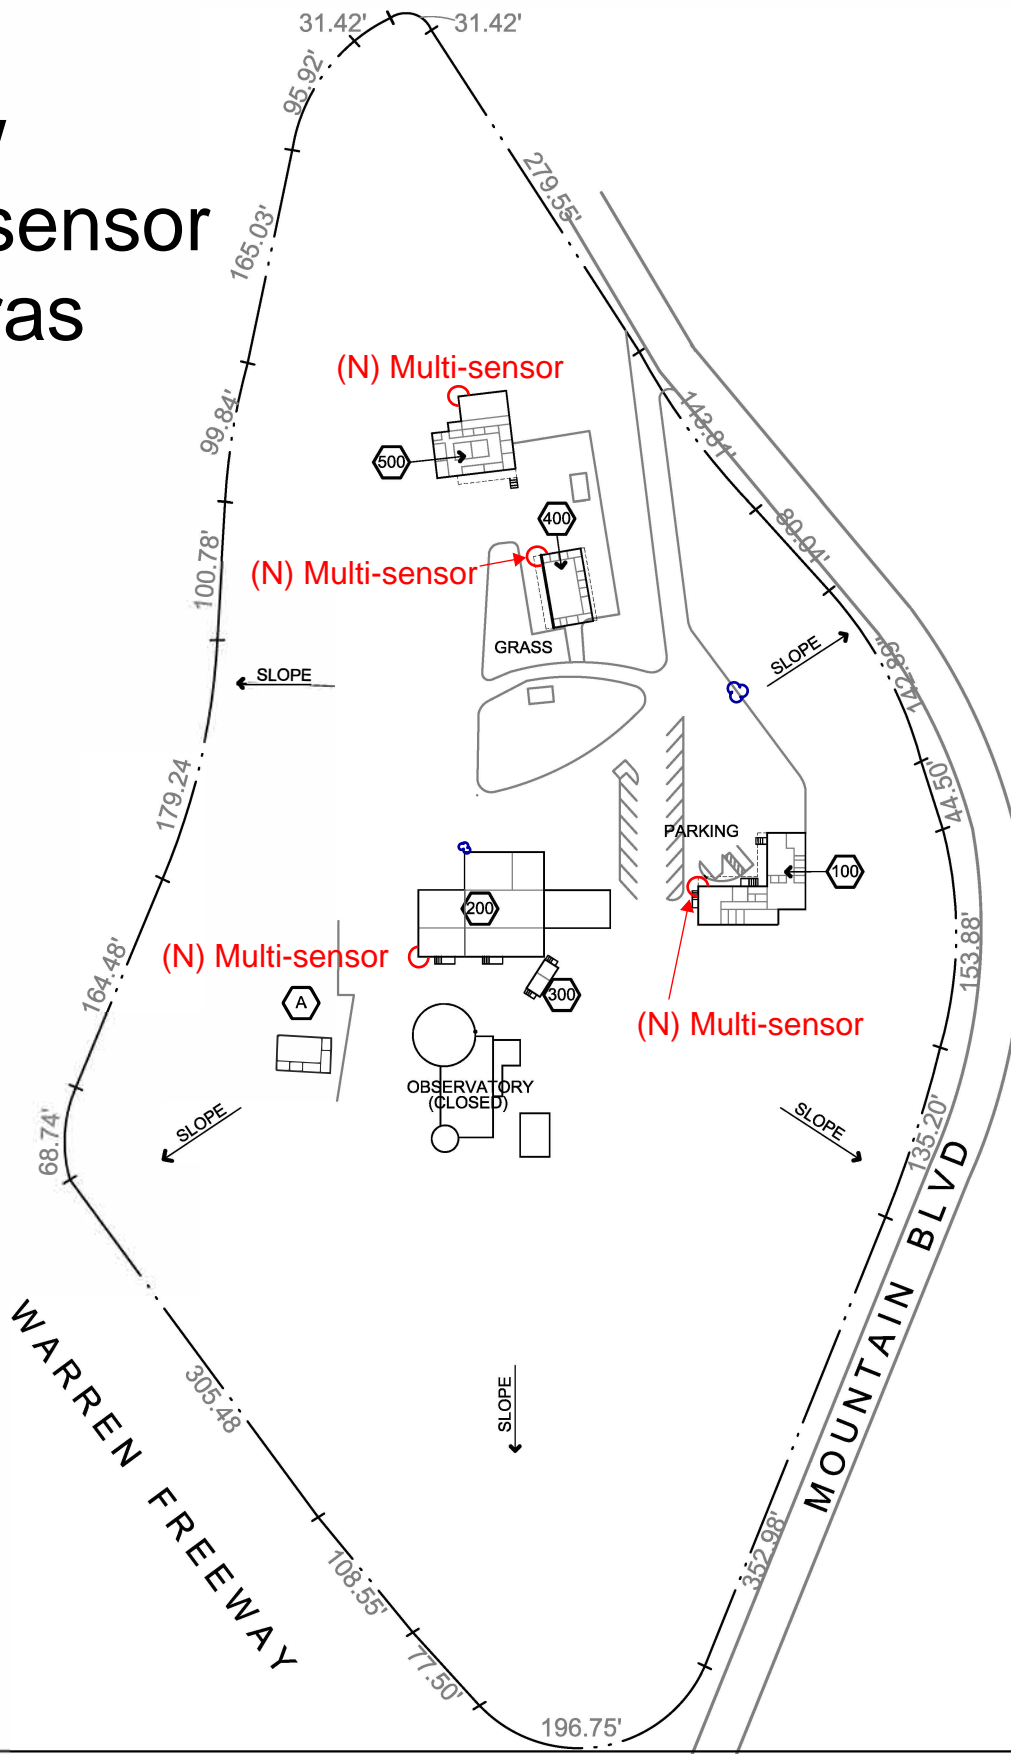 31.42'
31.42'
95.92'
sensor
165.03'
279.55'
ras
(N) Multi-sensor
99.84'
143.81'
500
400
80.04'
100.78'
(N) Multi-sensor
GRASS
SLOPE
SLOPE
142.89'
179.24
44.50'
PARKING
100
200
(N) Multi-sensor
164.48'
153.88'
A
300
(N) Multi-sensor
OBSERVATORY
(CLOSED)
68.74'
SLOPE
SLOPE
135.20'
MOUNTAIN BLVD
WARREN FREEWAY
305.48
SLOPE
108.55'
352.98'
77.50'
196.75'